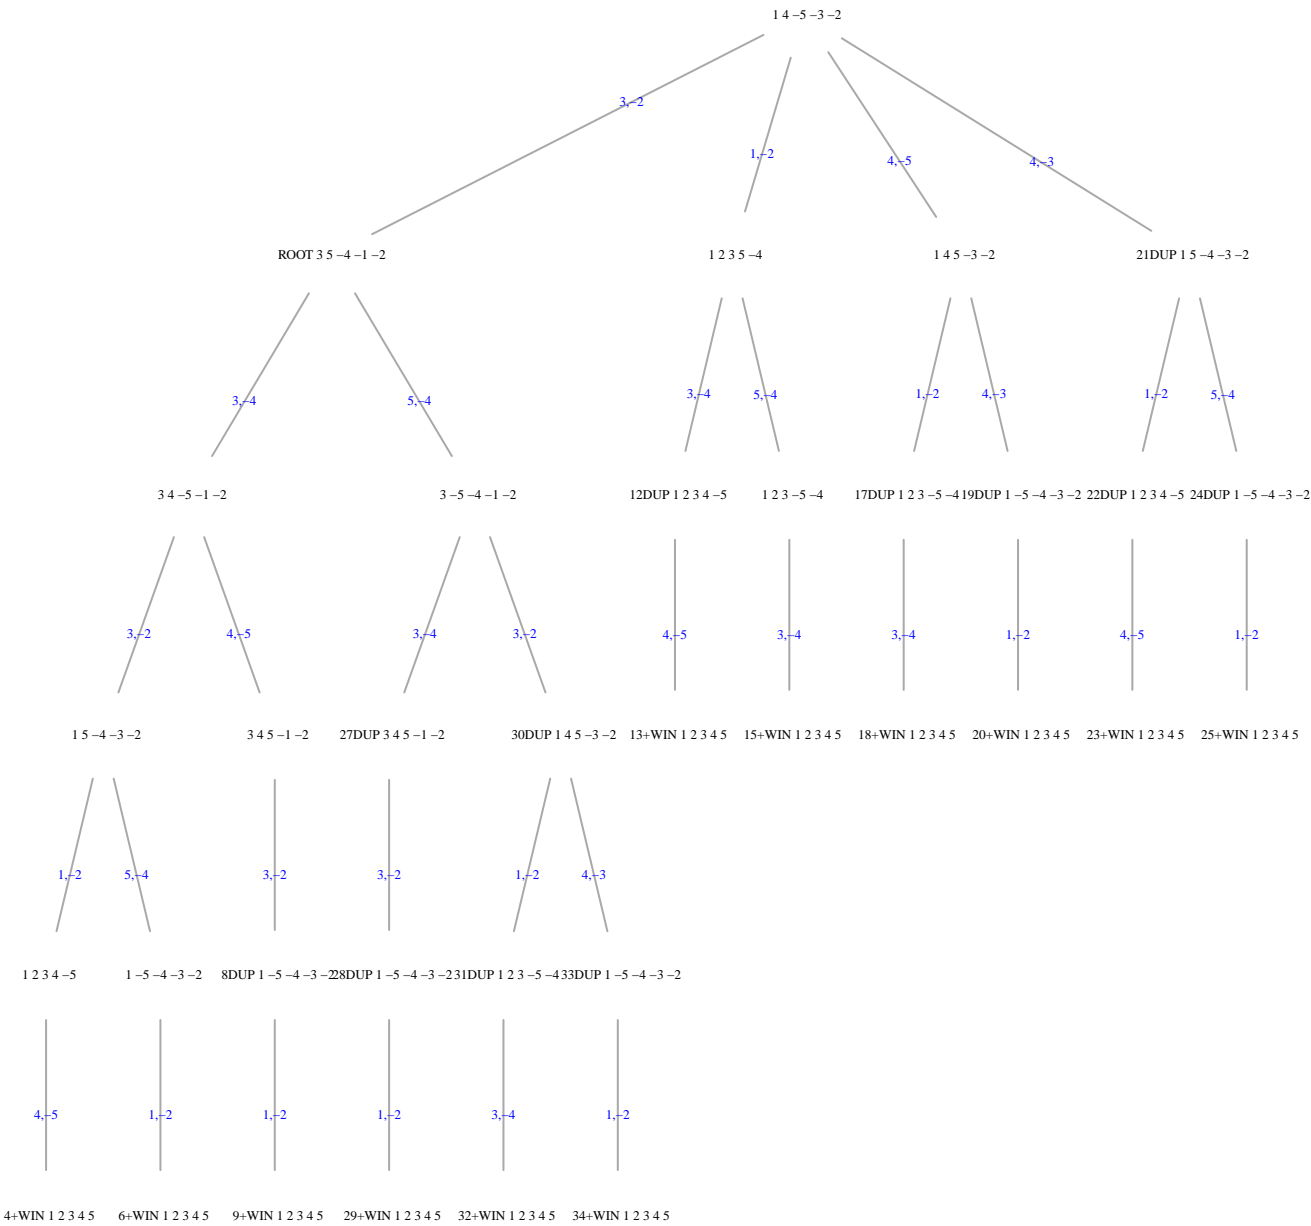 1 4 −5 −3 −2
3,−2
1,−2
4,−5
4,−3
ROOT 3 5 −4 −1 −2
1 2 3 5 −4
1 4 5 −3 −2
21DUP 1 5 −4 −3 −2
3,−4
5,−4
3,−4
5,−4
1,−2
4,−3
1,−2
5,−4
3 4 −5 −1 −2
3 −5 −4 −1 −2
12DUP 1 2 3 4 −5
1 2 3 −5 −4
17DUP 1 2 3 −5 −4
19DUP 1 −5 −4 −3 −2
22DUP 1 2 3 4 −5
24DUP 1 −5 −4 −3 −2
3,−2
4,−5
3,−4
3,−2
4,−5
3,−4
3,−4
1,−2
4,−5
1,−2
1 5 −4 −3 −2
3 4 5 −1 −2
27DUP 3 4 5 −1 −2
30DUP 1 4 5 −3 −2
13+WIN 1 2 3 4 5
15+WIN 1 2 3 4 5
18+WIN 1 2 3 4 5
20+WIN 1 2 3 4 5
23+WIN 1 2 3 4 5
25+WIN 1 2 3 4 5
1,−2
5,−4
3,−2
3,−2
1,−2
4,−3
1 2 3 4 −5
1 −5 −4 −3 −2
8DUP 1 −5 −4 −3 −2
28DUP 1 −5 −4 −3 −2
31DUP 1 2 3 −5 −4
33DUP 1 −5 −4 −3 −2
4,−5
1,−2
1,−2
1,−2
3,−4
1,−2
4+WIN 1 2 3 4 5
6+WIN 1 2 3 4 5
9+WIN 1 2 3 4 5
29+WIN 1 2 3 4 5
32+WIN 1 2 3 4 5
34+WIN 1 2 3 4 5